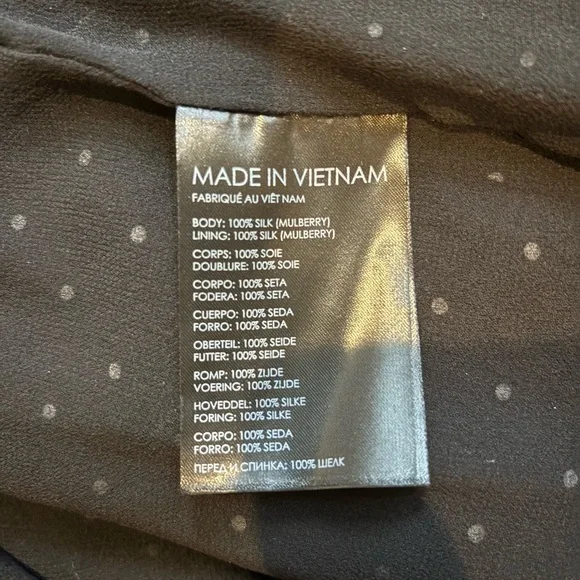 MADE IN VIETNAM
FABRIQUÉ AU VIÊT NAM
BODY: 100% SILK (MULBERRY)
LINING: 100% SILK (MULBERRY)
CORPS: 100% SOIE
DOUBLURE: 100% SOIE
CORPO: 100% SETA
FODERA: 100% SETA
CUERPO: 100% SEDA
FORRO: 100% SEDA
OBERTEIL: 100% SEIDE
FUTTER: 100% SEIDE
ROMP: 100% ZIJDE
VOERING: 100% ZIJDE
HOVEDDEL: 100% SILKE
FORING: 100% SILKE
CORPO: 100% SEDA
FORRO: 100% SEDA
ПЕРЕД И СПИНКА: 100% ШЕЛК